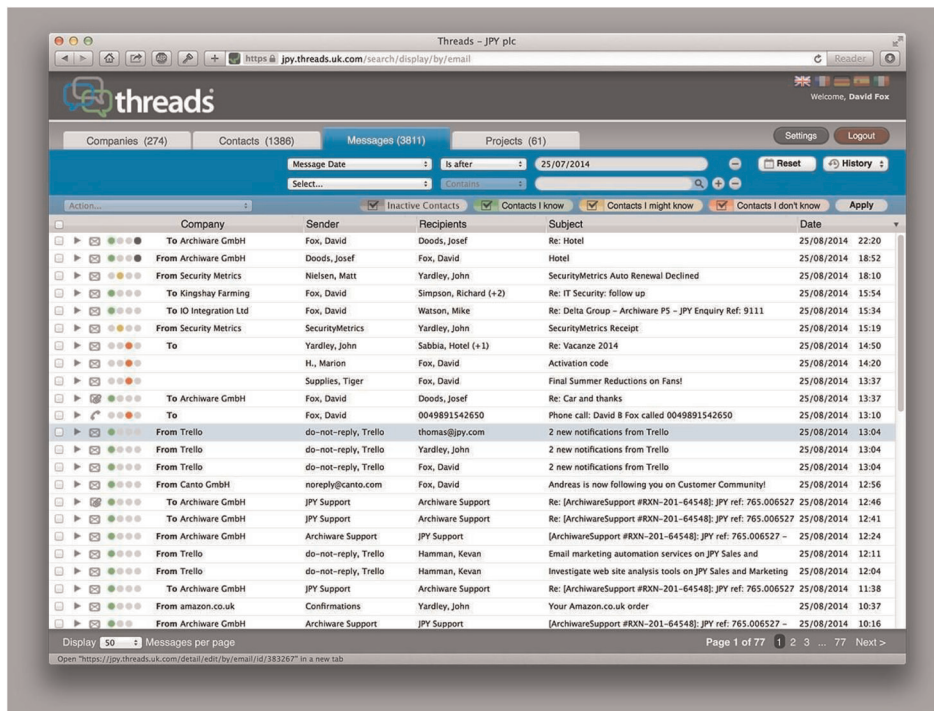 Threads – JPY plc
https jpy.threads.uk.com/search/display/by/email Reader
threads
Welcome, David Fox
Companies (274) Contacts (1386) Messages (3811) Projects (61) Settings Logout
Message Date Is after 25/07/2014 Reset History
Select... Contains
Action... Inactive Contacts Contacts I know Contacts I might know Contacts I don't know Apply
Company Sender Recipients Subject Date
To Archiware GmbH Fox, David Doods, Josef Re: Hotel 25/08/2014 22:20
From Archiware GmbH Doods, Josef Fox, David Hotel 25/08/2014 18:52
From Security Metrics Nielsen, Matt Yardley, John SecurityMetrics Auto Renewal Declined 25/08/2014 18:10
To Kingshay Farming Fox, David Simpson, Richard (+2) Re: IT Security: follow up 25/08/2014 15:54
To IO Integration Ltd Fox, David Watson, Mike Re: Delta Group – Archiware P5 – JPY Enquiry Ref: 9111 25/08/2014 15:34
From Security Metrics SecurityMetrics Yardley, John SecurityMetrics Receipt 25/08/2014 15:19
To Yardley, John Sabbia, Hotel (+1) Re: Vacanze 2014 25/08/2014 14:50
H., Marion Fox, David Activation code 25/08/2014 14:20
Supplies, Tiger Fox, David Final Summer Reductions on Fans! 25/08/2014 13:37
To Archiware GmbH Fox, David Doods, Josef Re: Car and thanks 25/08/2014 13:37
To Fox, David 0049891542650 Phone call: David B Fox called 0049891542650 25/08/2014 13:10
From Trello do-not-reply, Trello thomas@jpy.com 2 new notifications from Trello 25/08/2014 13:04
From Trello do-not-reply, Trello Fox, David 2 new notifications from Trello 25/08/2014 13:04
From Trello do-not-reply, Trello Fox, David 2 new notifications from Trello 25/08/2014 13:04
From Canto GmbH noreply@canto.com Fox, David Andreas is now following you on Customer Community! 25/08/2014 12:56
To Archiware GmbH JPY Support Archiware Support Re: [ArchiwareSupport #RXN-201-64548]: JPY ref: 765.006527 25/08/2014 12:46
To Archiware GmbH JPY Support Archiware Support Re: [ArchiwareSupport #RXN-201-64548]: JPY ref: 765.006527 25/08/2014 12:41
From Archiware GmbH Archiware Support JPY Support [ArchiwareSupport #RXN-201-64548]: JPY ref: 765.006527 – 25/08/2014 12:24
From Trello do-not-reply, Trello Hamman, Kevan Email marketing automation services on JPY Sales and 25/08/2014 12:11
From Trello do-not-reply, Trello Hamman, Kevan Investigate web site analysis tools on JPY Sales and Marketing 25/08/2014 12:04
To Archiware GmbH JPY Support Archiware Support Re: [ArchiwareSupport #RXN-201-64548]: JPY ref: 765.006527 25/08/2014 11:38
From amazon.co.uk Confirmations Yardley, John Your Amazon.co.uk order 25/08/2014 10:37
From Archiware GmbH Archiware Support JPY Support [ArchiwareSupport #RXN-201-64548]: JPY ref: 765.006527 – 25/08/2014 10:16
Display 50 Messages per page Page 1 of 77 1 2 3 ... 77 Next >
Open "https://jpy.threads.uk.com/detail/edit/by/email/id/383267" in a new tab